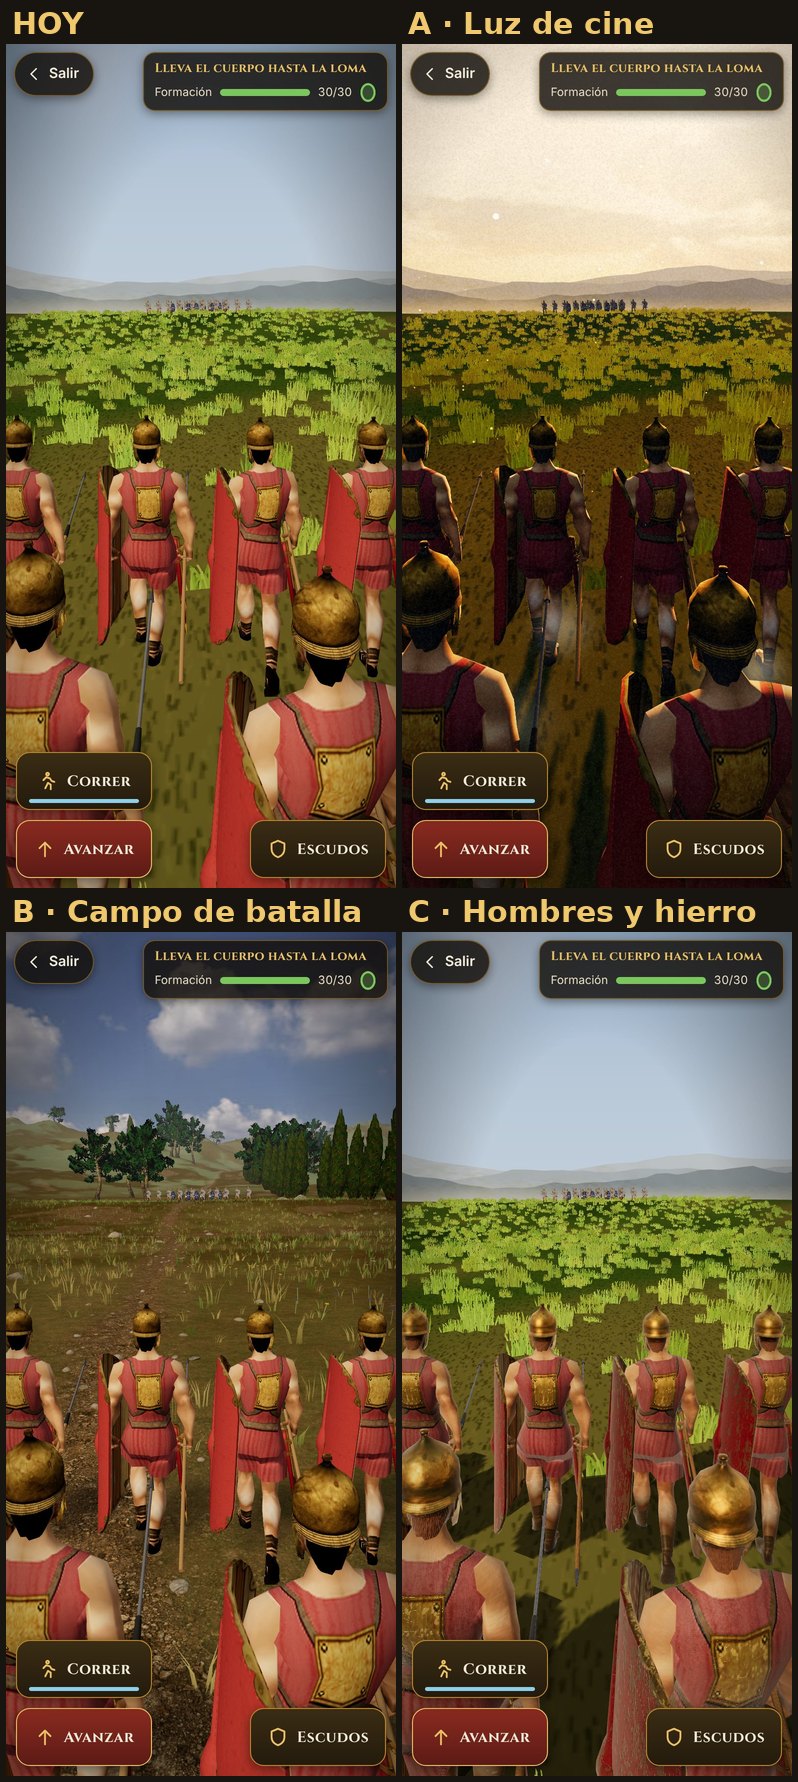 HOY
Salir
LLEVA EL CUERPO HASTA LA LOMA
Formación 30/30
CORRER
AVANZAR
ESCUDOS
A · Luz de cine
Salir
LLEVA EL CUERPO HASTA LA LOMA
Formación 30/30
CORRER
AVANZAR
ESCUDOS
B · Campo de batalla
Salir
LLEVA EL CUERPO HASTA LA LOMA
Formación 30/30
CORRER
AVANZAR
ESCUDOS
C · Hombres y hierro
Salir
LLEVA EL CUERPO HASTA LA LOMA
Formación 30/30
CORRER
AVANZAR
ESCUDOS